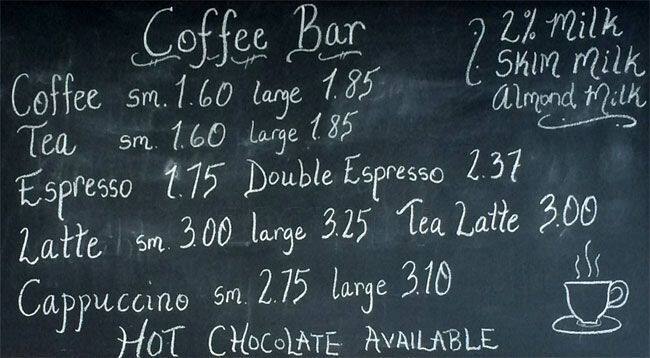 Coffee Bar
2% Milk
Skim Milk
Almond Milk
Coffee sm. 1.60 large 1.85
Tea sm. 1.60 large 1.85
Espresso 1.75 Double Espresso 2.37
Latte sm. 3.00 large 3.25 Tea Latte 3.00
Cappuccino sm. 2.75 large 3.10
HOT CHOCOLATE AVAILABLE